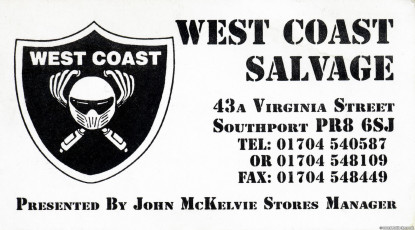 WEST COAST
WEST COAST
SALVAGE
43A VIRGINIA STREET
SOUTHPORT PR8 6SJ
TEL: 01704 540587
OR 01704 548109
FAX: 01704 548449
PRESENTED BY JOHN MCKELVIE STORES MANAGER